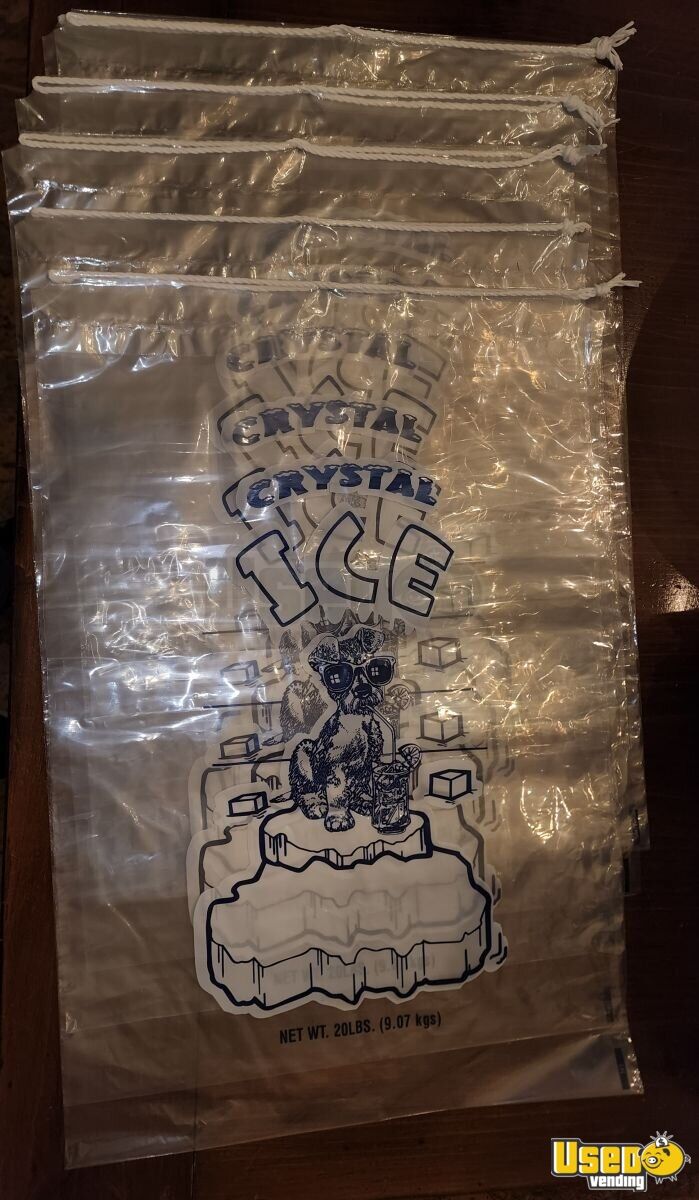 CRYSTAL
CRYSTAL
CRYSTAL
ICE
NET WT. 20LBS. (9.07 kgs)
Used
vending